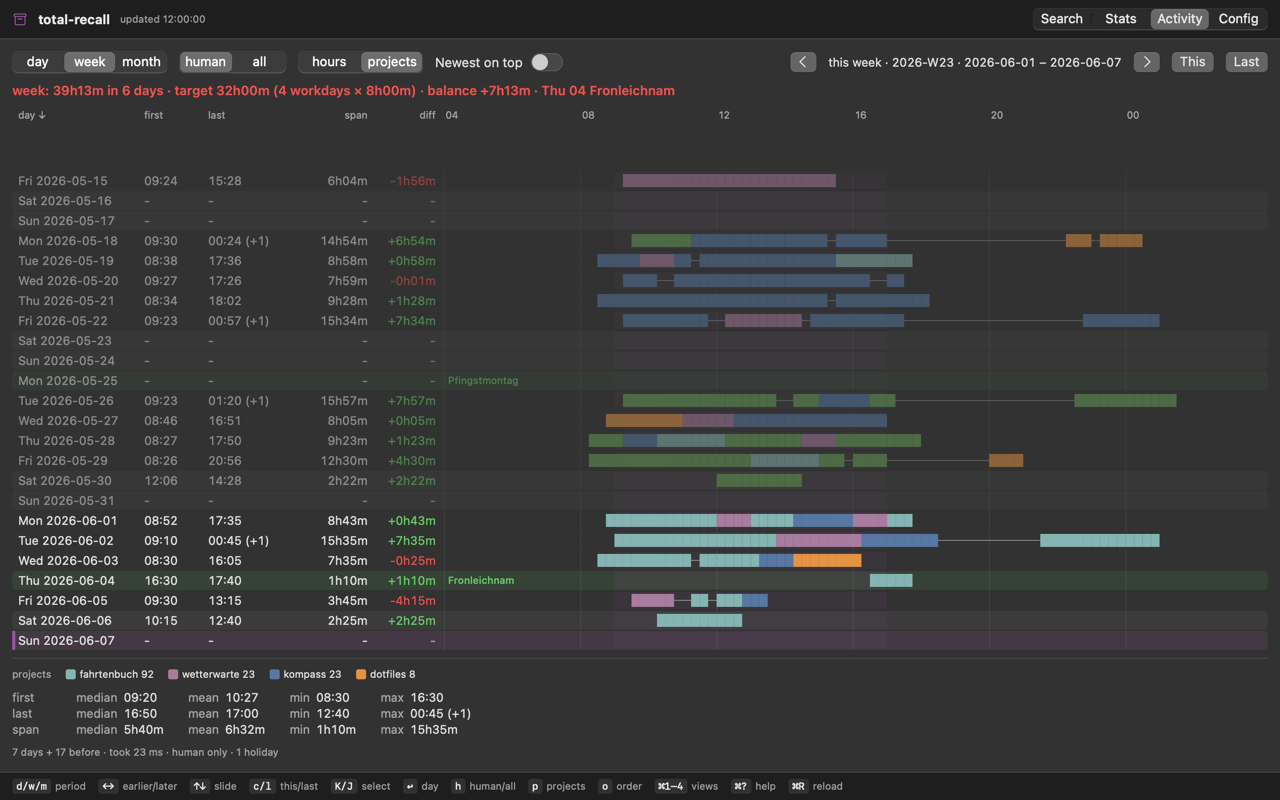 total-recall updated 12:00:00 Search Stats Activity Config
day week month human all hours projects Newest on top this week · 2026-W23 · 2026-06-01 – 2026-06-07 This Last
week: 39h13m in 6 days · target 32h00m (4 workdays × 8h00m) · balance +7h13m · Thu 04 Fronleichnam
day ↓ first last span diff 04 08 12 16 20 00
Fri 2026-05-15 09:24 15:28 6h04m -1h56m
Sat 2026-05-16 - - - -
Sun 2026-05-17 - - - -
Mon 2026-05-18 09:30 00:24 (+1) 14h54m +6h54m
Tue 2026-05-19 08:38 17:36 8h58m +0h58m
Wed 2026-05-20 09:27 17:26 7h59m -0h01m
Thu 2026-05-21 08:34 18:02 9h28m +1h28m
Fri 2026-05-22 09:23 00:57 (+1) 15h34m +7h34m
Sat 2026-05-23 - - - -
Sun 2026-05-24 - - - -
Mon 2026-05-25 - - - - Pfingstmontag
Tue 2026-05-26 09:23 01:20 (+1) 15h57m +7h57m
Wed 2026-05-27 08:46 16:51 8h05m +0h05m
Thu 2026-05-28 08:27 17:50 9h23m +1h23m
Fri 2026-05-29 08:26 20:56 12h30m +4h30m
Sat 2026-05-30 12:06 14:28 2h22m +2h22m
Sun 2026-05-31 - - - -
Mon 2026-06-01 08:52 17:35 8h43m +0h43m
Tue 2026-06-02 09:10 00:45 (+1) 15h35m +7h35m
Wed 2026-06-03 08:30 16:05 7h35m -0h25m
Thu 2026-06-04 16:30 17:40 1h10m +1h10m Fronleichnam
Fri 2026-06-05 09:30 13:15 3h45m -4h15m
Sat 2026-06-06 10:15 12:40 2h25m +2h25m
Sun 2026-06-07 - - - -
projects fahrtenbuch 92 wetterwarte 23 kompass 23 dotfiles 8
first median 09:20 mean 10:27 min 08:30 max 16:30
last median 16:50 mean 17:00 min 12:40 max 00:45 (+1)
span median 5h40m mean 6h32m min 1h10m max 15h35m
7 days + 17 before · took 23 ms · human only · 1 holiday
d/w/m period ↔ earlier/later ↑↓ slide c/l this/last K/J select ↵ day h human/all p projects o order ⌘1–4 views ⌘? help ⌘R reload